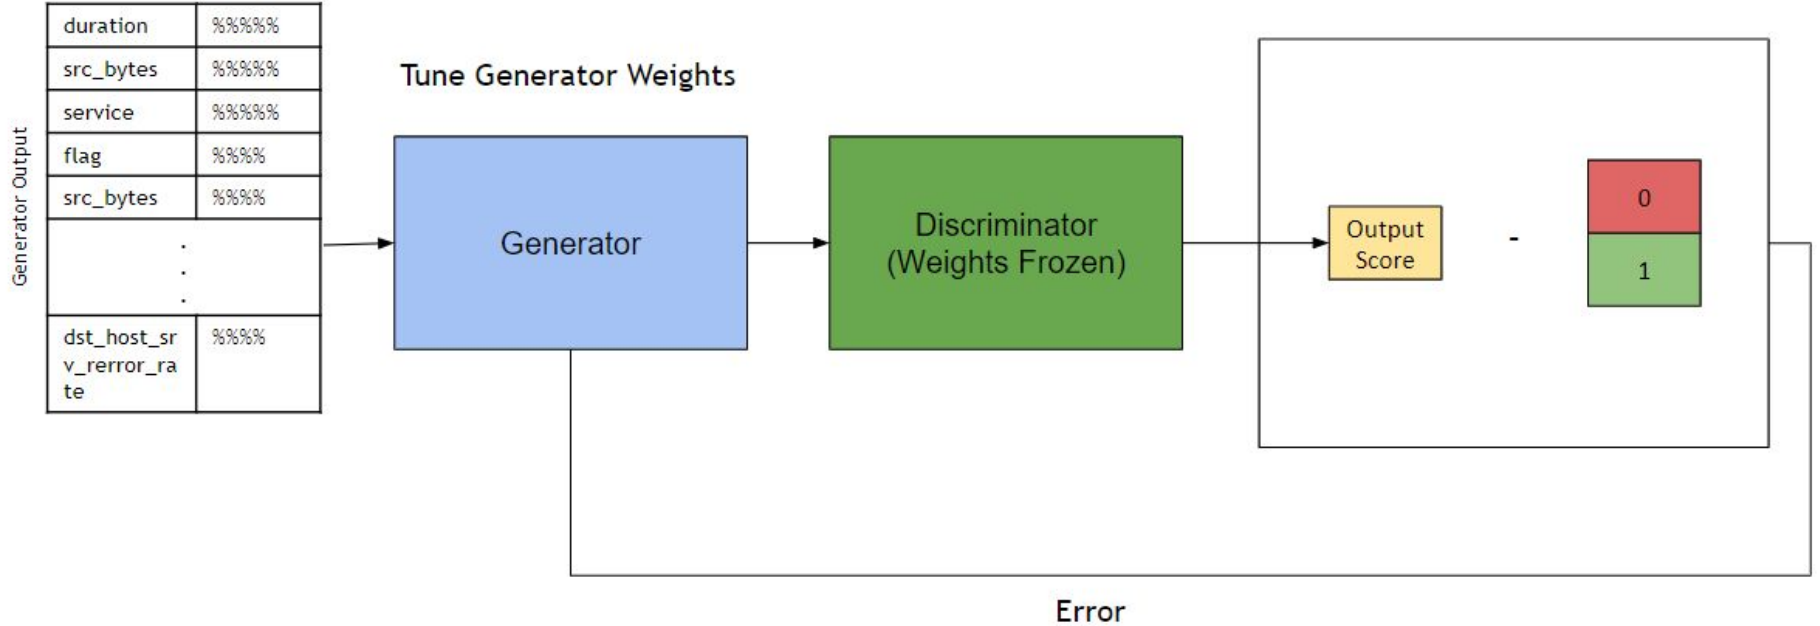 Generator Output
duration %%%%%
src_bytes %%%%%
service %%%%%
flag %%%%
src_bytes %%%%
.
.
.
dst_host_sr %%%%
v_rerror_ra
te
Tune Generator Weights
Generator
Discriminator
(Weights Frozen)
Output
Score
-
0
1
Error